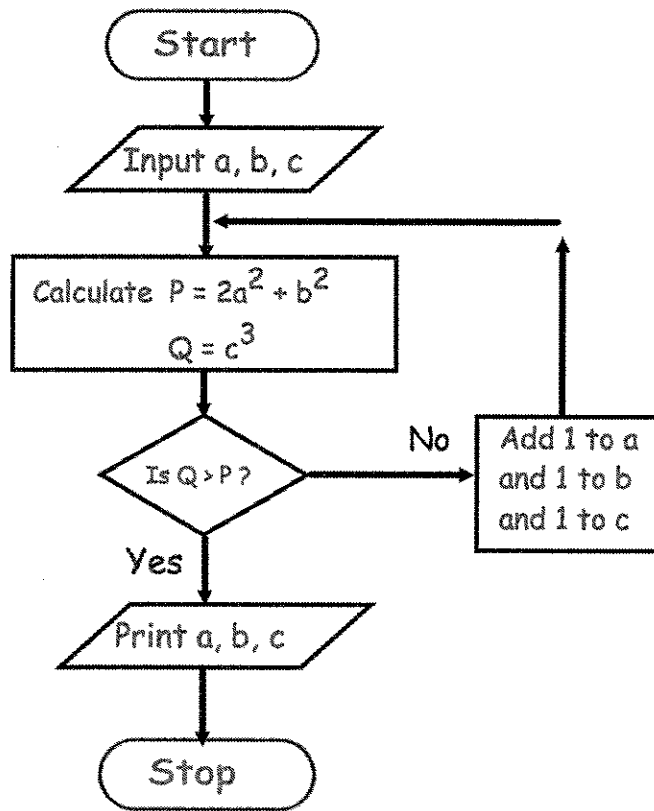 Start
Input a, b, c
Calculate P = 2a² + b²
Q = c³
Is Q > P ?
No
Add 1 to a
and 1 to b
and 1 to c
Yes
Print a, b, c
Stop